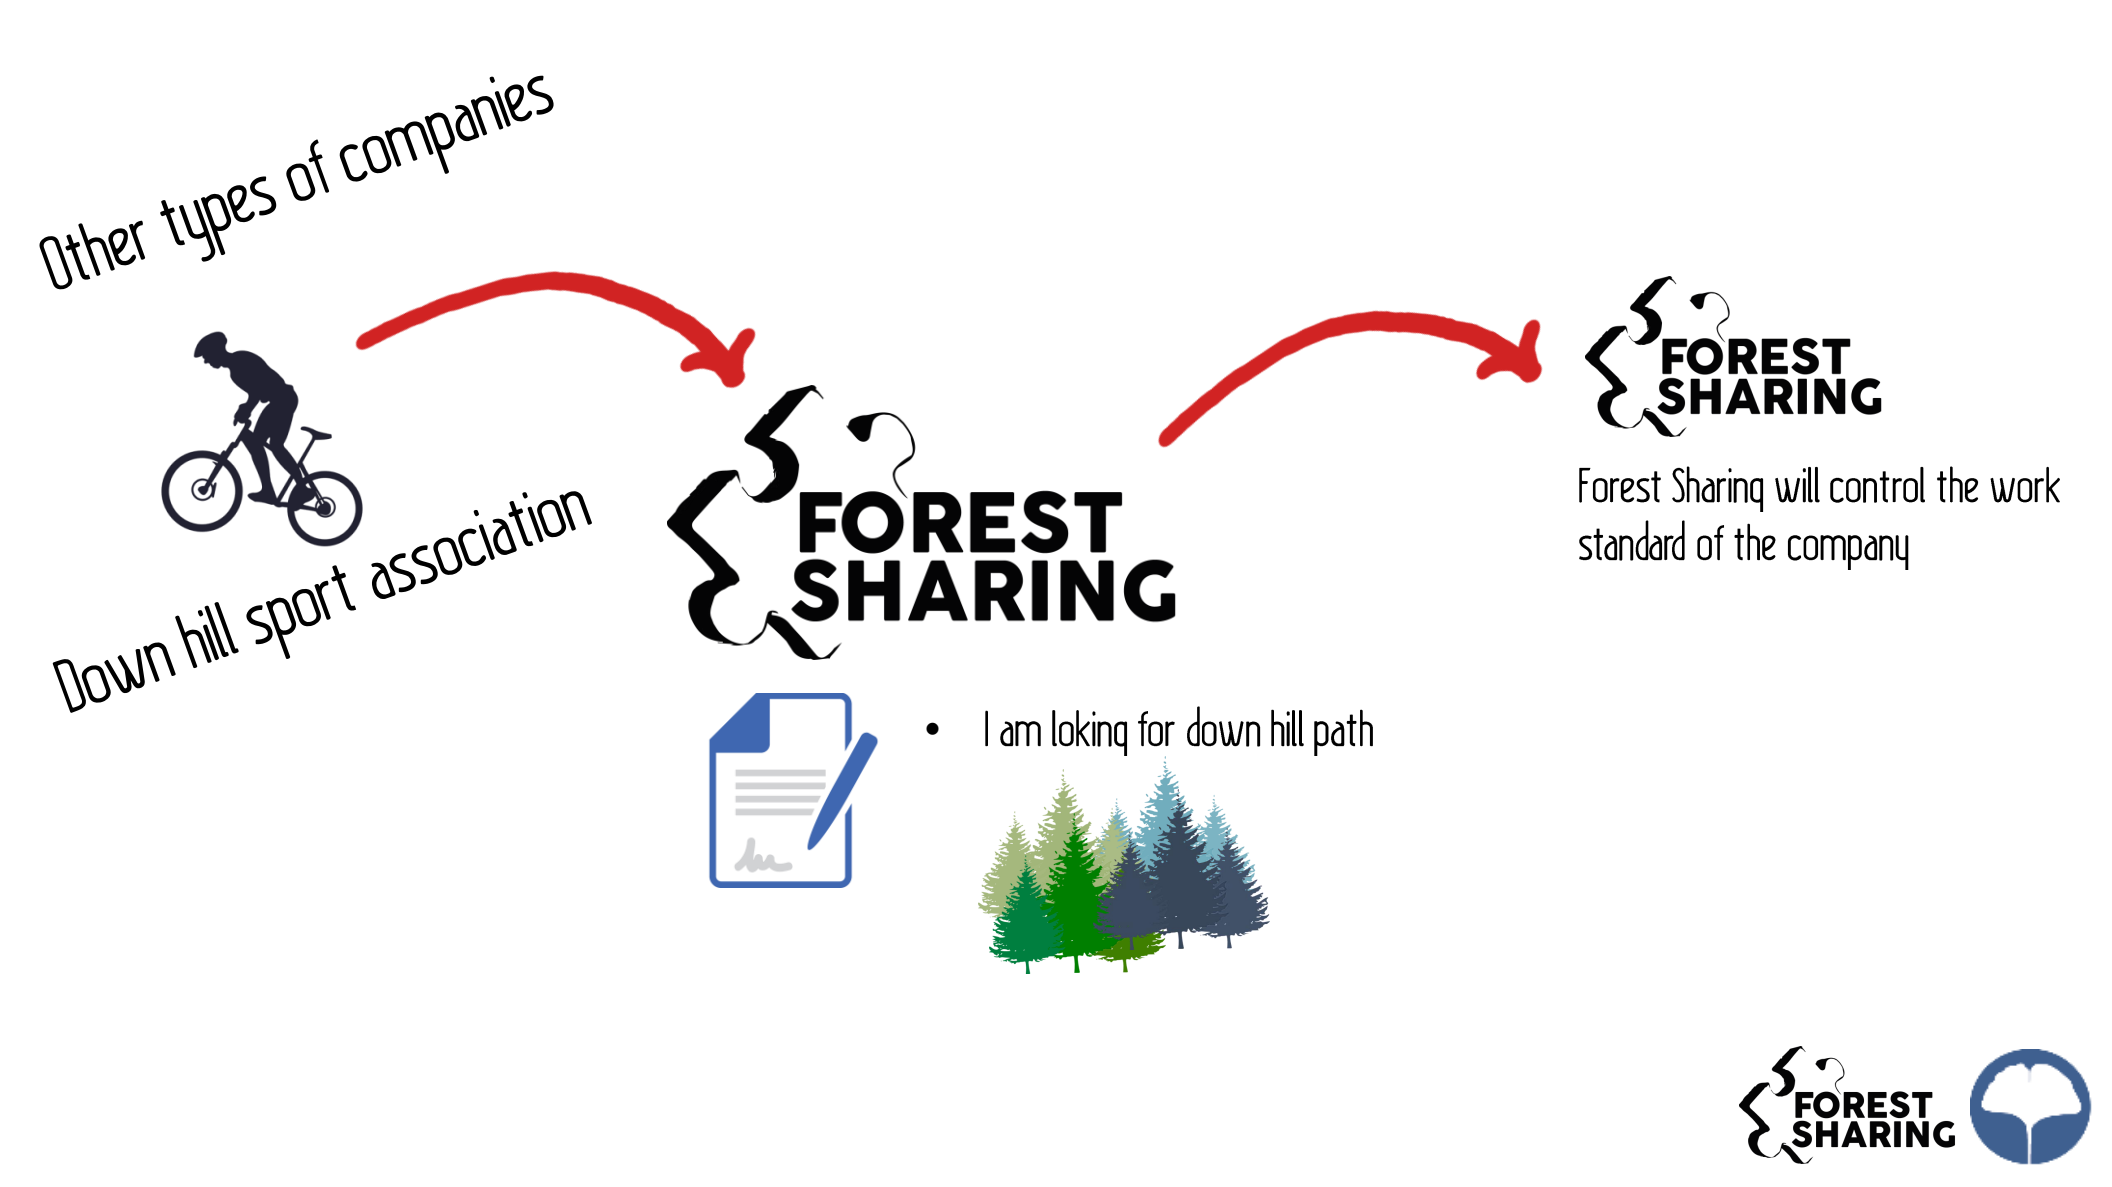 Other types of companies
Down hill sport association
FOREST
SHARING
• I am loking for down hill path
FOREST
SHARING
Forest Sharing will control the work
standard of the company
FOREST
SHARING